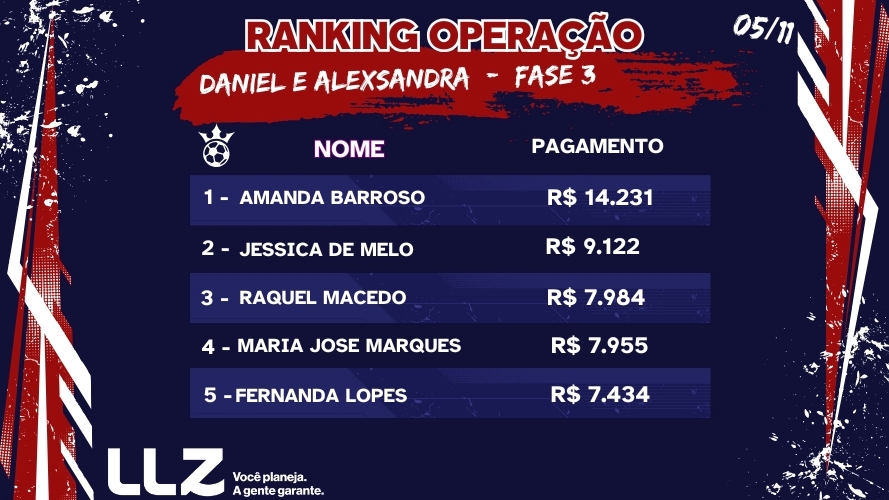 RANKING OPERAÇÃO
05/11
DANIEL E ALEXSANDRA - FASE 3
NOME PAGAMENTO
1 - AMANDA BARROSO R$ 14.231
2 - JESSICA DE MELO R$ 9.122
3 - RAQUEL MACEDO R$ 7.984
4 - MARIA JOSE MARQUES R$ 7.955
5 - FERNANDA LOPES R$ 7.434
LLZ
Você planeja.
A gente garante.